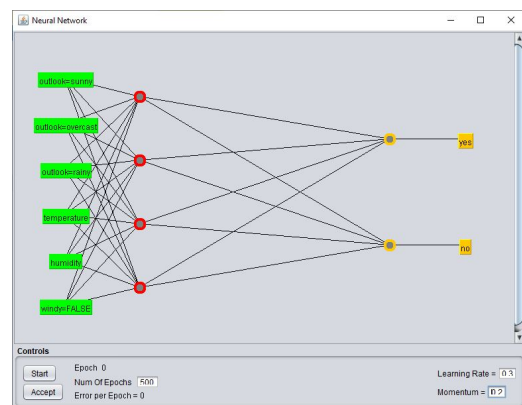 Neural Network
outlook=sunny
outlook=overcast
outlook=rainy
temperature
humidity
windy=FALSE
yes
no
Controls
Start
Accept
Epoch 0
Num Of Epochs 500
Error per Epoch = 0
Learning Rate = 0.3
Momentum = 0.2